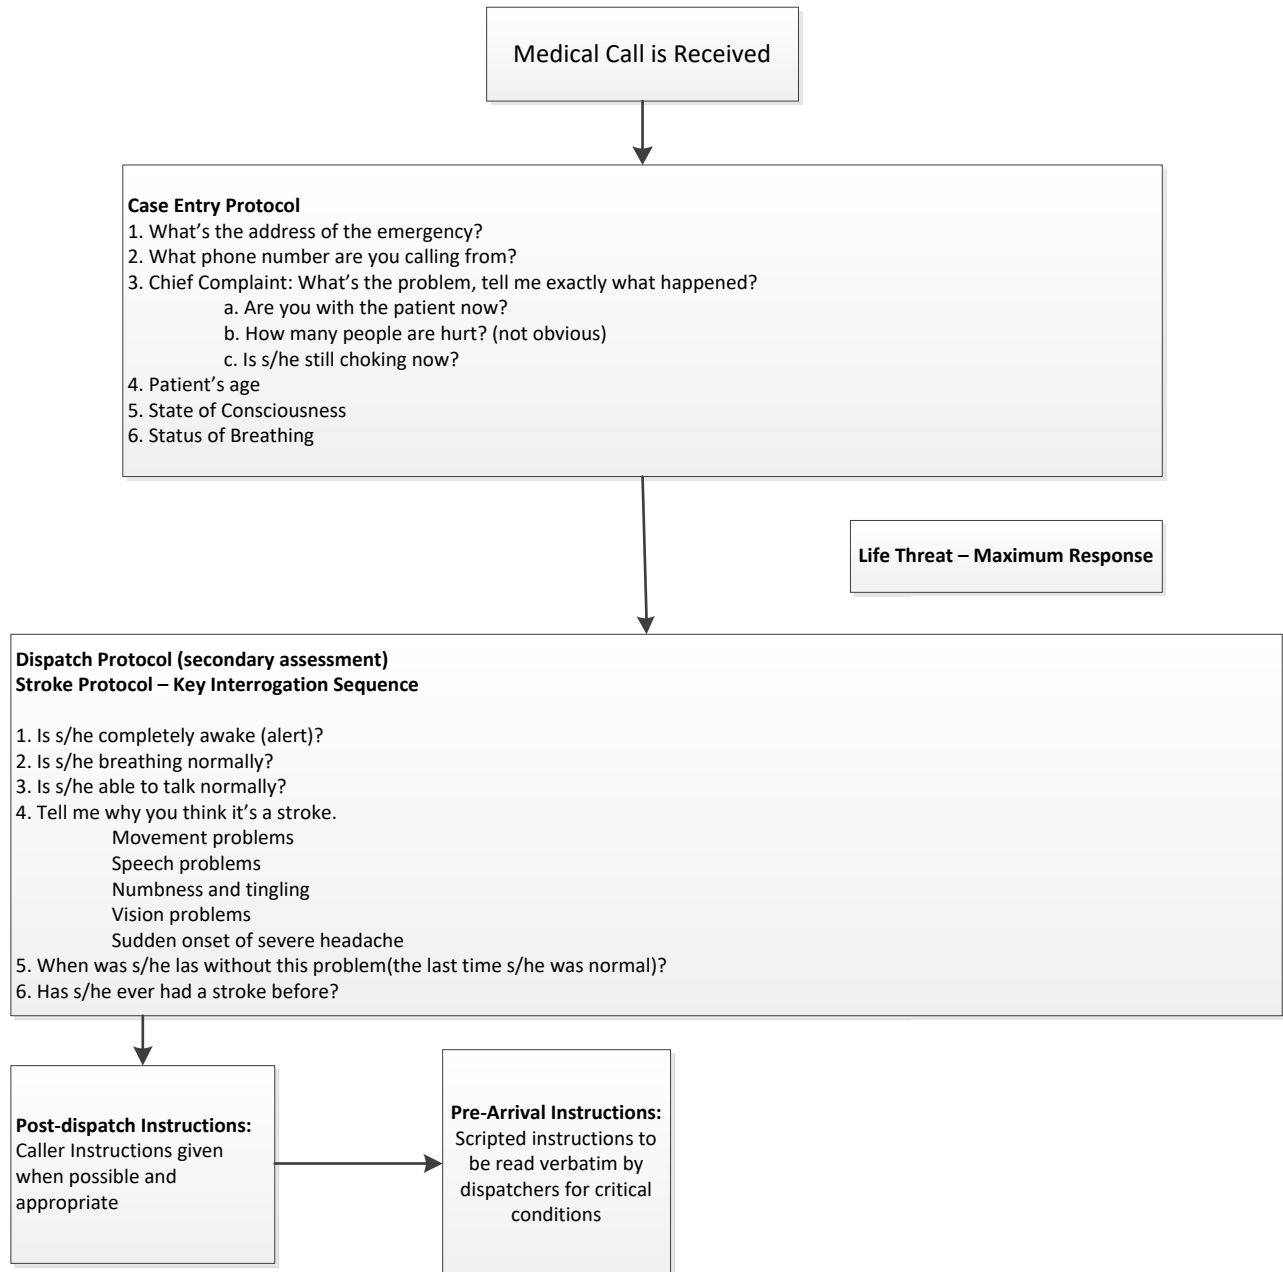 Medical Call is Received
Case Entry Protocol
1. What’s the address of the emergency?
2. What phone number are you calling from?
3. Chief Complaint: What’s the problem, tell me exactly what happened?
a. Are you with the patient now?
b. How many people are hurt? (not obvious)
c. Is s/he still choking now?
4. Patient’s age
5. State of Consciousness
6. Status of Breathing
Life Threat – Maximum Response
Dispatch Protocol (secondary assessment)
Stroke Protocol – Key Interrogation Sequence
1. Is s/he completely awake (alert)?
2. Is s/he breathing normally?
3. Is s/he able to talk normally?
4. Tell me why you think it’s a stroke.
Movement problems
Speech problems
Numbness and tingling
Vision problems
Sudden onset of severe headache
5. When was s/he las without this problem(the last time s/he was normal)?
6. Has s/he ever had a stroke before?
Post-dispatch Instructions:
Caller Instructions given
when possible and
appropriate
Pre-Arrival Instructions:
Scripted instructions to
be read verbatim by
dispatchers for critical
conditions